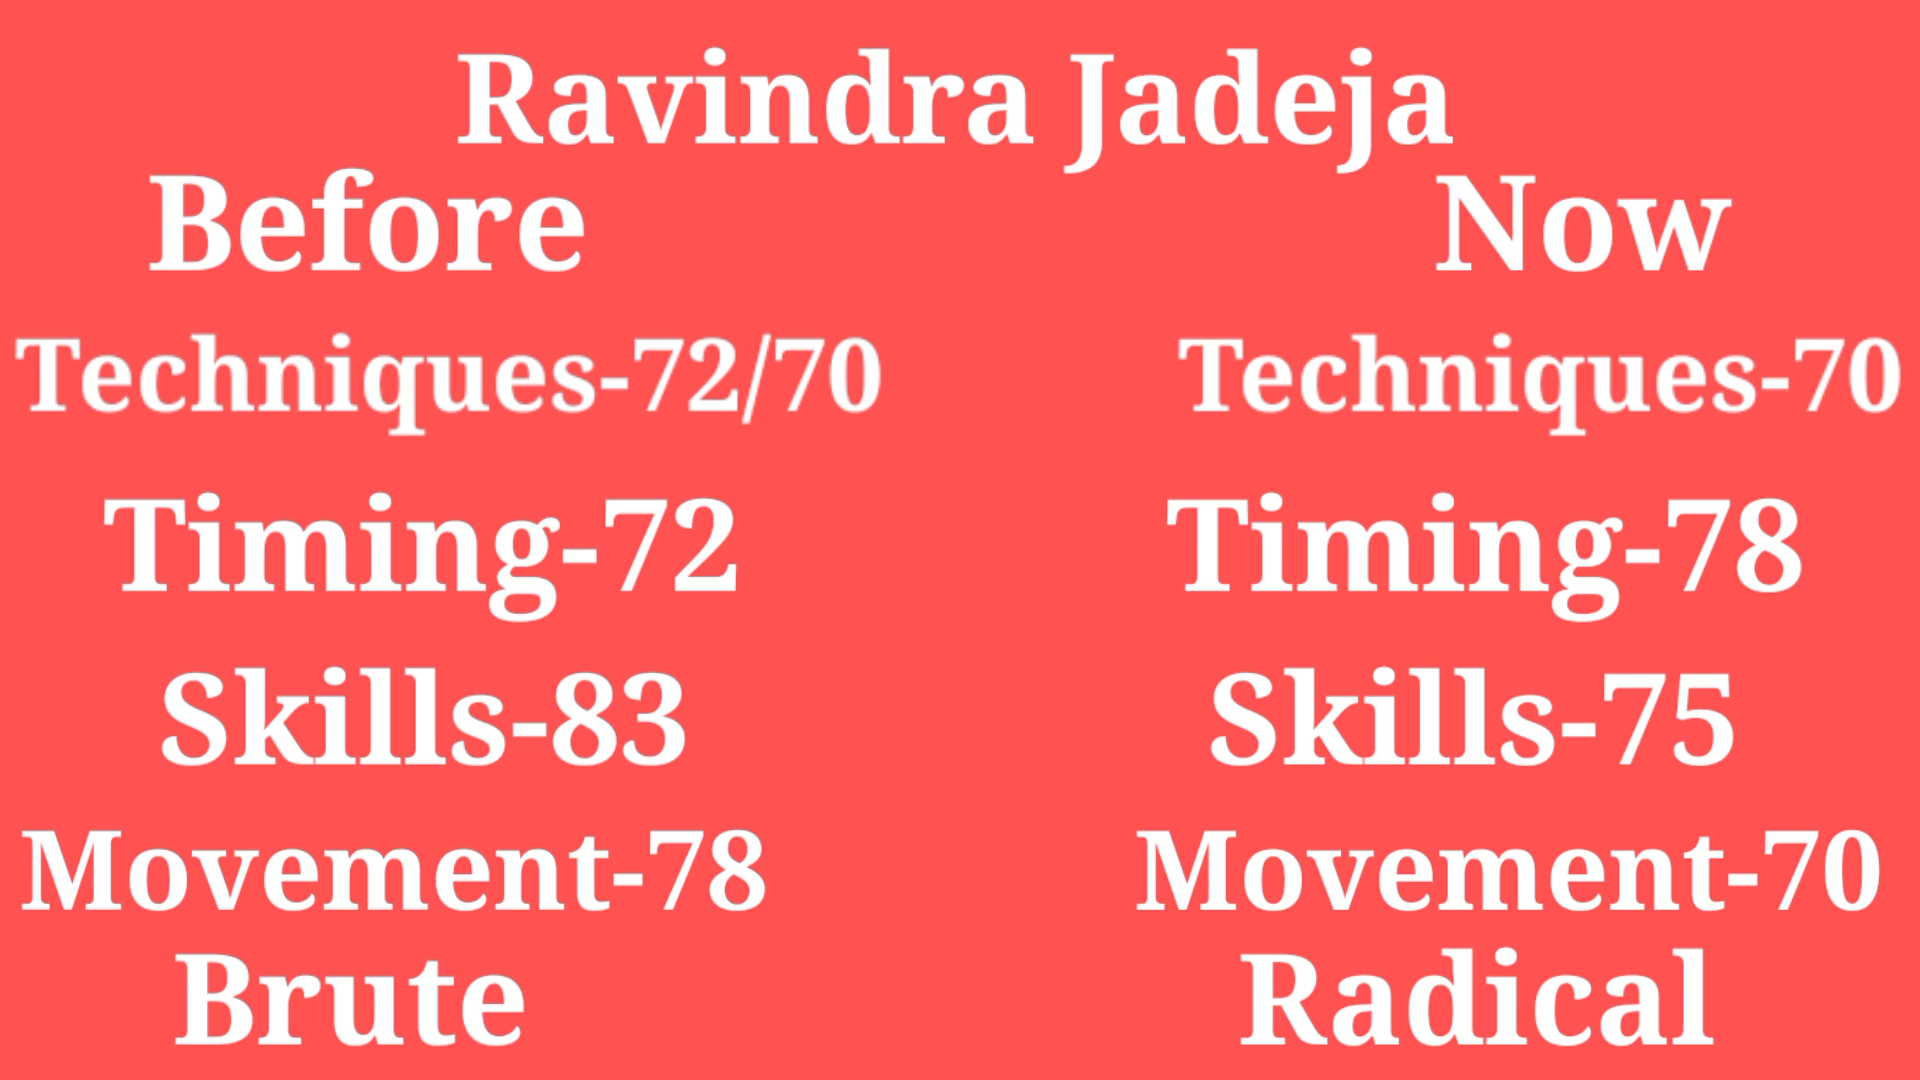 Ravindra Jadeja
Before Now
Techniques-72/70 Techniques-70
Timing-72 Timing-78
Skills-83 Skills-75
Movement-78 Movement-70
Brute Radical